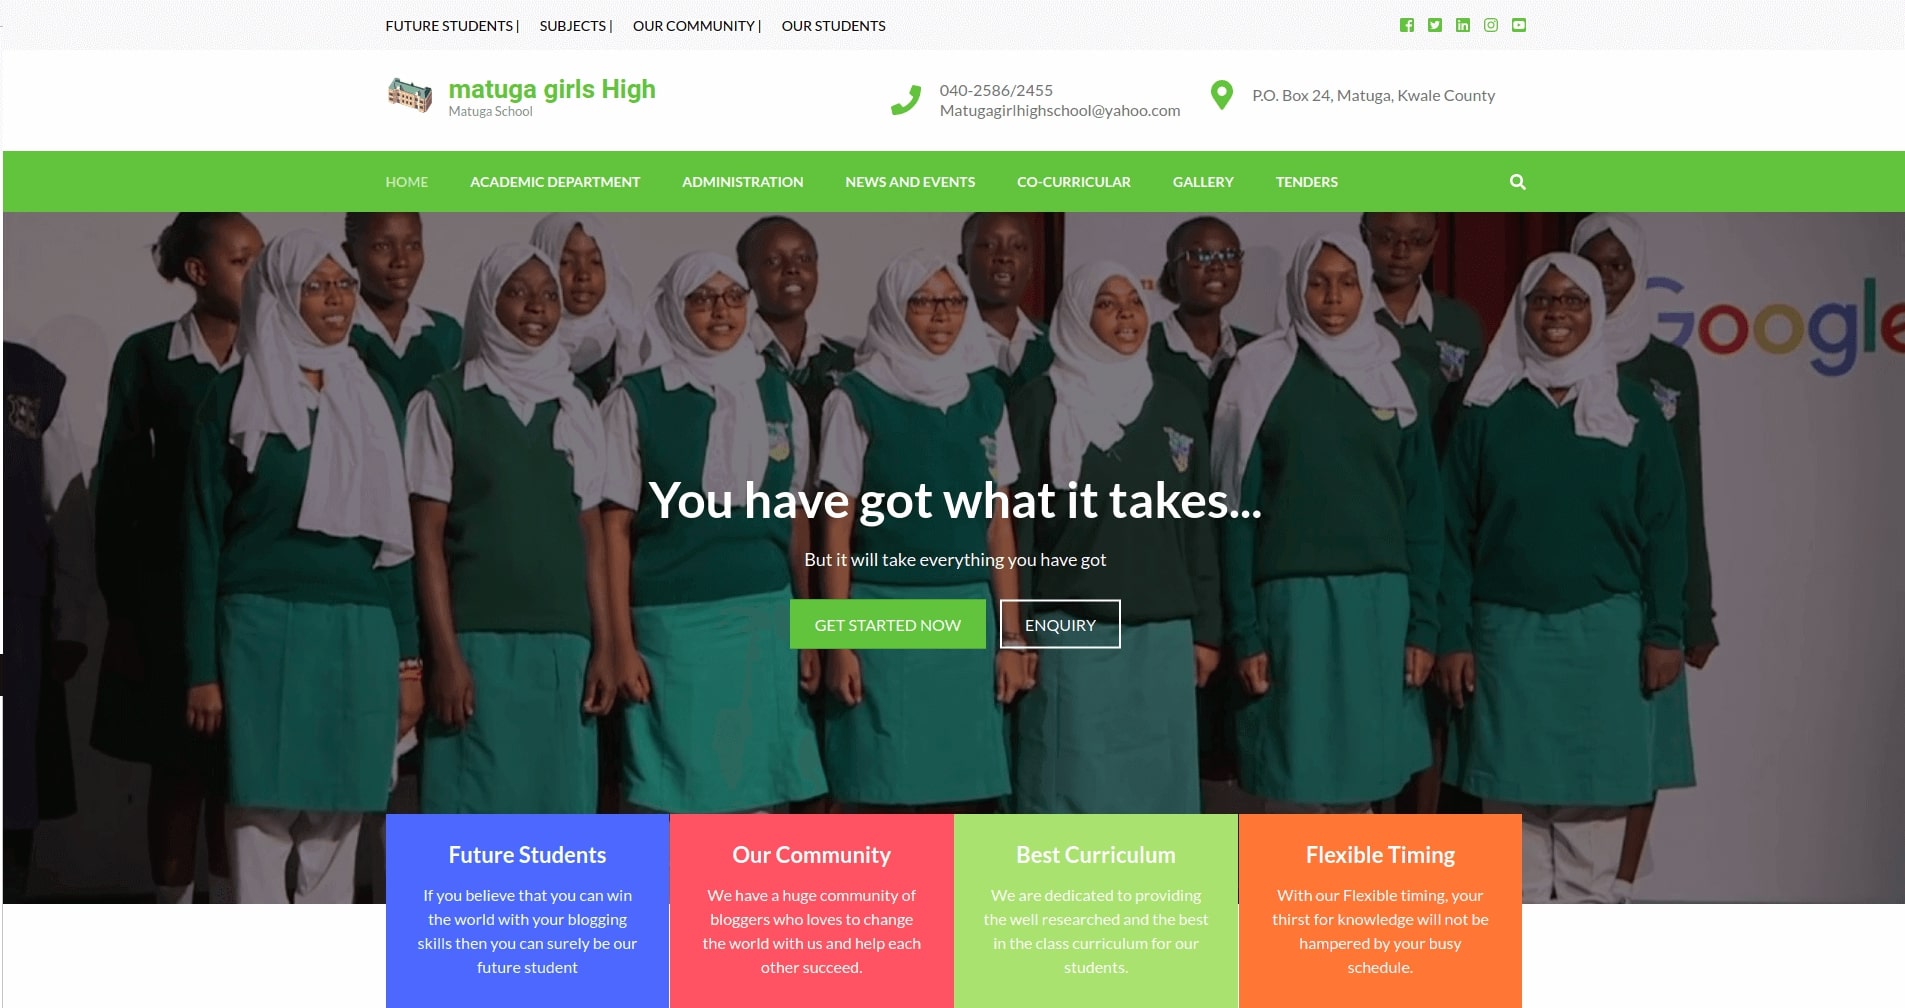 FUTURE STUDENTS | SUBJECTS | OUR COMMUNITY | OUR STUDENTS
matuga girls High
Matuga School
040-2586/2455
Matugagirlhighschool@yahoo.com
P.O. Box 24, Matuga, Kwale County
HOME ACADEMIC DEPARTMENT ADMINISTRATION NEWS AND EVENTS CO-CURRICULAR GALLERY TENDERS
Google
You have got what it takes...
But it will take everything you have got
GET STARTED NOW ENQUIRY
Future Students
If you believe that you can win
the world with your blogging
skills then you can surely be our
future student
Our Community
We have a huge community of
bloggers who loves to change
the world with us and help each
other succeed.
Best Curriculum
We are dedicated to providing
the well researched and the best
in the class curriculum for our
students.
Flexible Timing
With our Flexible timing, your
thirst for knowledge will not be
hampered by your busy
schedule.